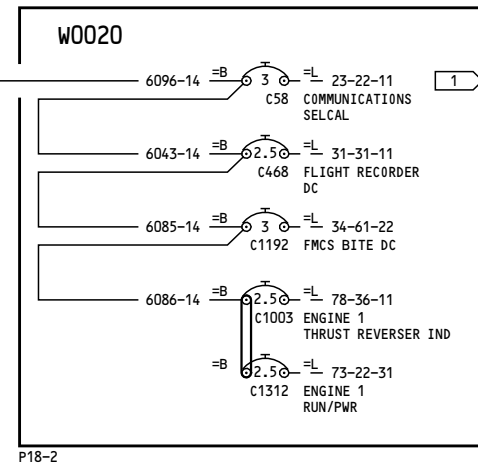 W0020
6096-14 =B 3 =L 23-22-11 1
C58 COMMUNICATIONS
SELCAL
6043-14 =B 2.5 =L 31-31-11
C468 FLIGHT RECORDER
DC
6085-14 =B 3 =L 34-61-22
C1192 FMCS BITE DC
6086-14 =B 2.5 =L 78-36-11
C1003 ENGINE 1
THRUST REVERSER IND
=B 2.5 =L 73-22-31
C1312 ENGINE 1
RUN/PWR
P18-2